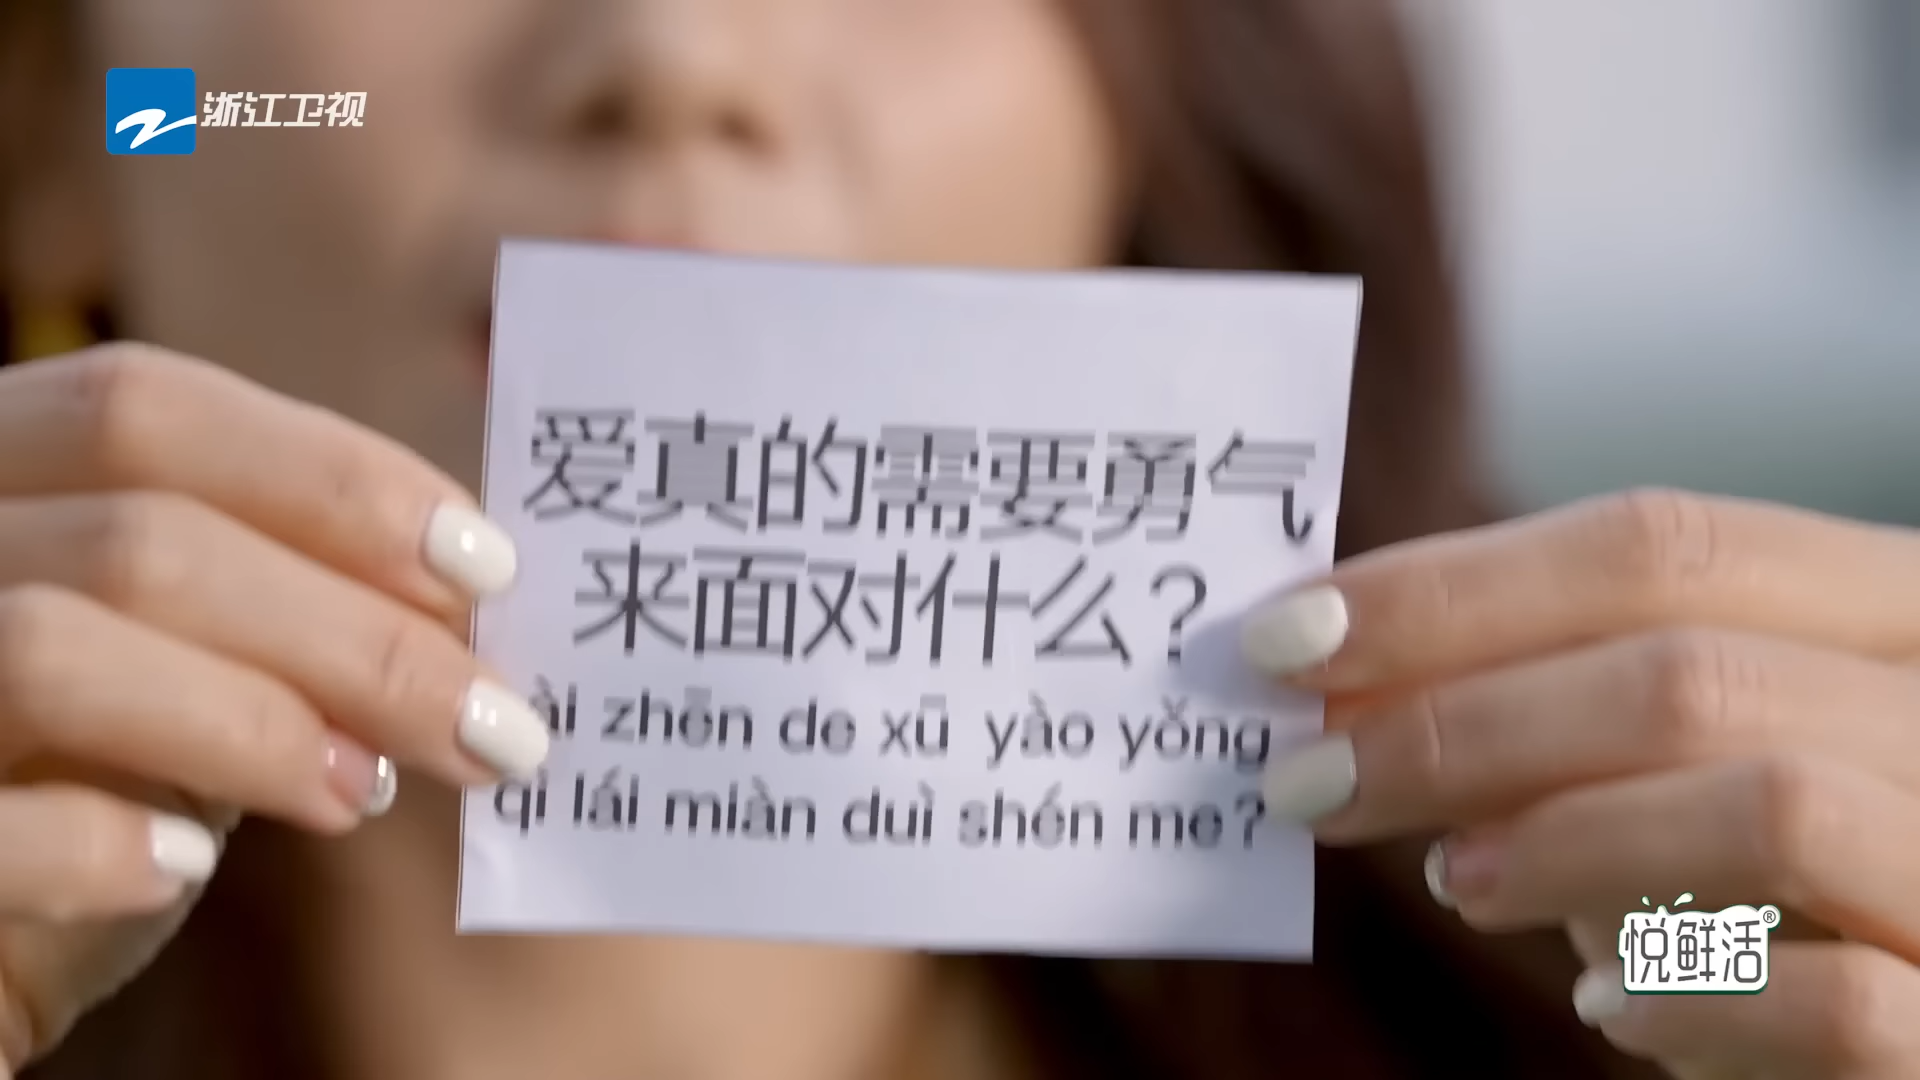 浙江卫视
爱真的需要勇气
来面对什么？
ài zhēn de xū yào yǒng
qì lái miàn duì shén me?
悦鲜活®